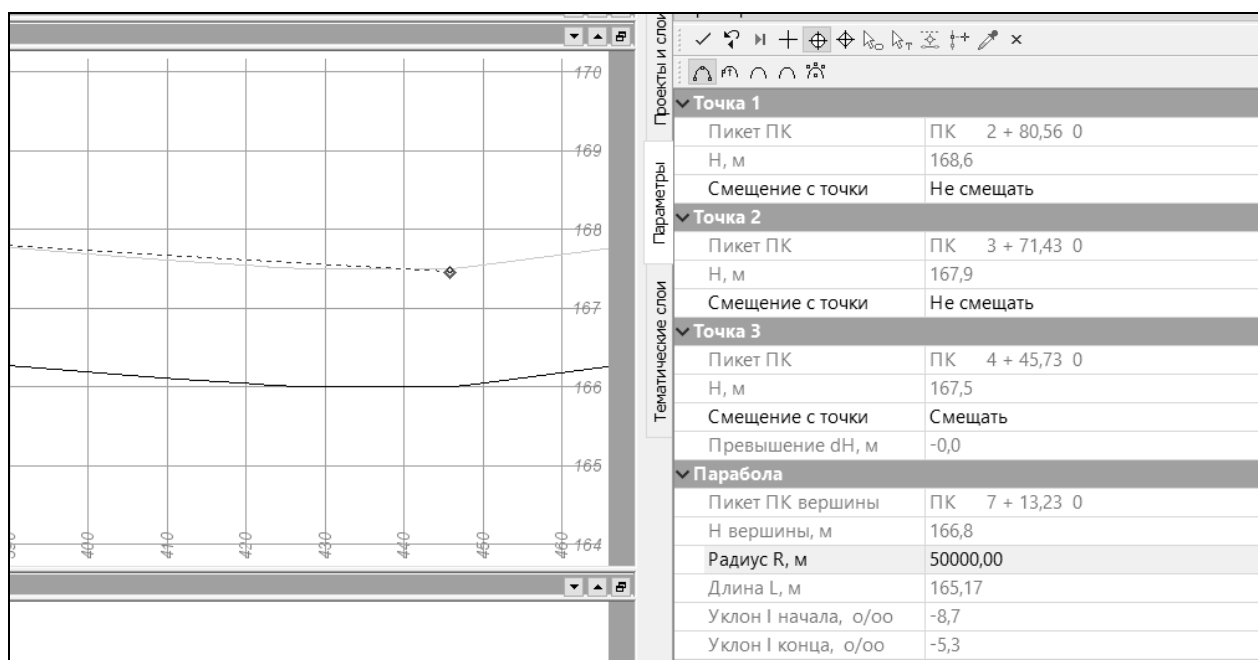 170
169
168
167
166
165
164
400
410
420
430
440
450
460
Проекты и слои
Параметры
Тематические слои
Точка 1
Пикет ПК ПК 2 + 80,56 0
Н, м 168,6
Смещение с точки Не смещать
Точка 2
Пикет ПК ПК 3 + 71,43 0
Н, м 167,9
Смещение с точки Не смещать
Точка 3
Пикет ПК ПК 4 + 45,73 0
Н, м 167,5
Смещение с точки Смещать
Превышение dH, м -0,0
Парабола
Пикет ПК вершины ПК 7 + 13,23 0
Н вершины, м 166,8
Радиус R, м 50000,00
Длина L, м 165,17
Уклон I начала, о/оо -8,7
Уклон I конца, о/оо -5,3